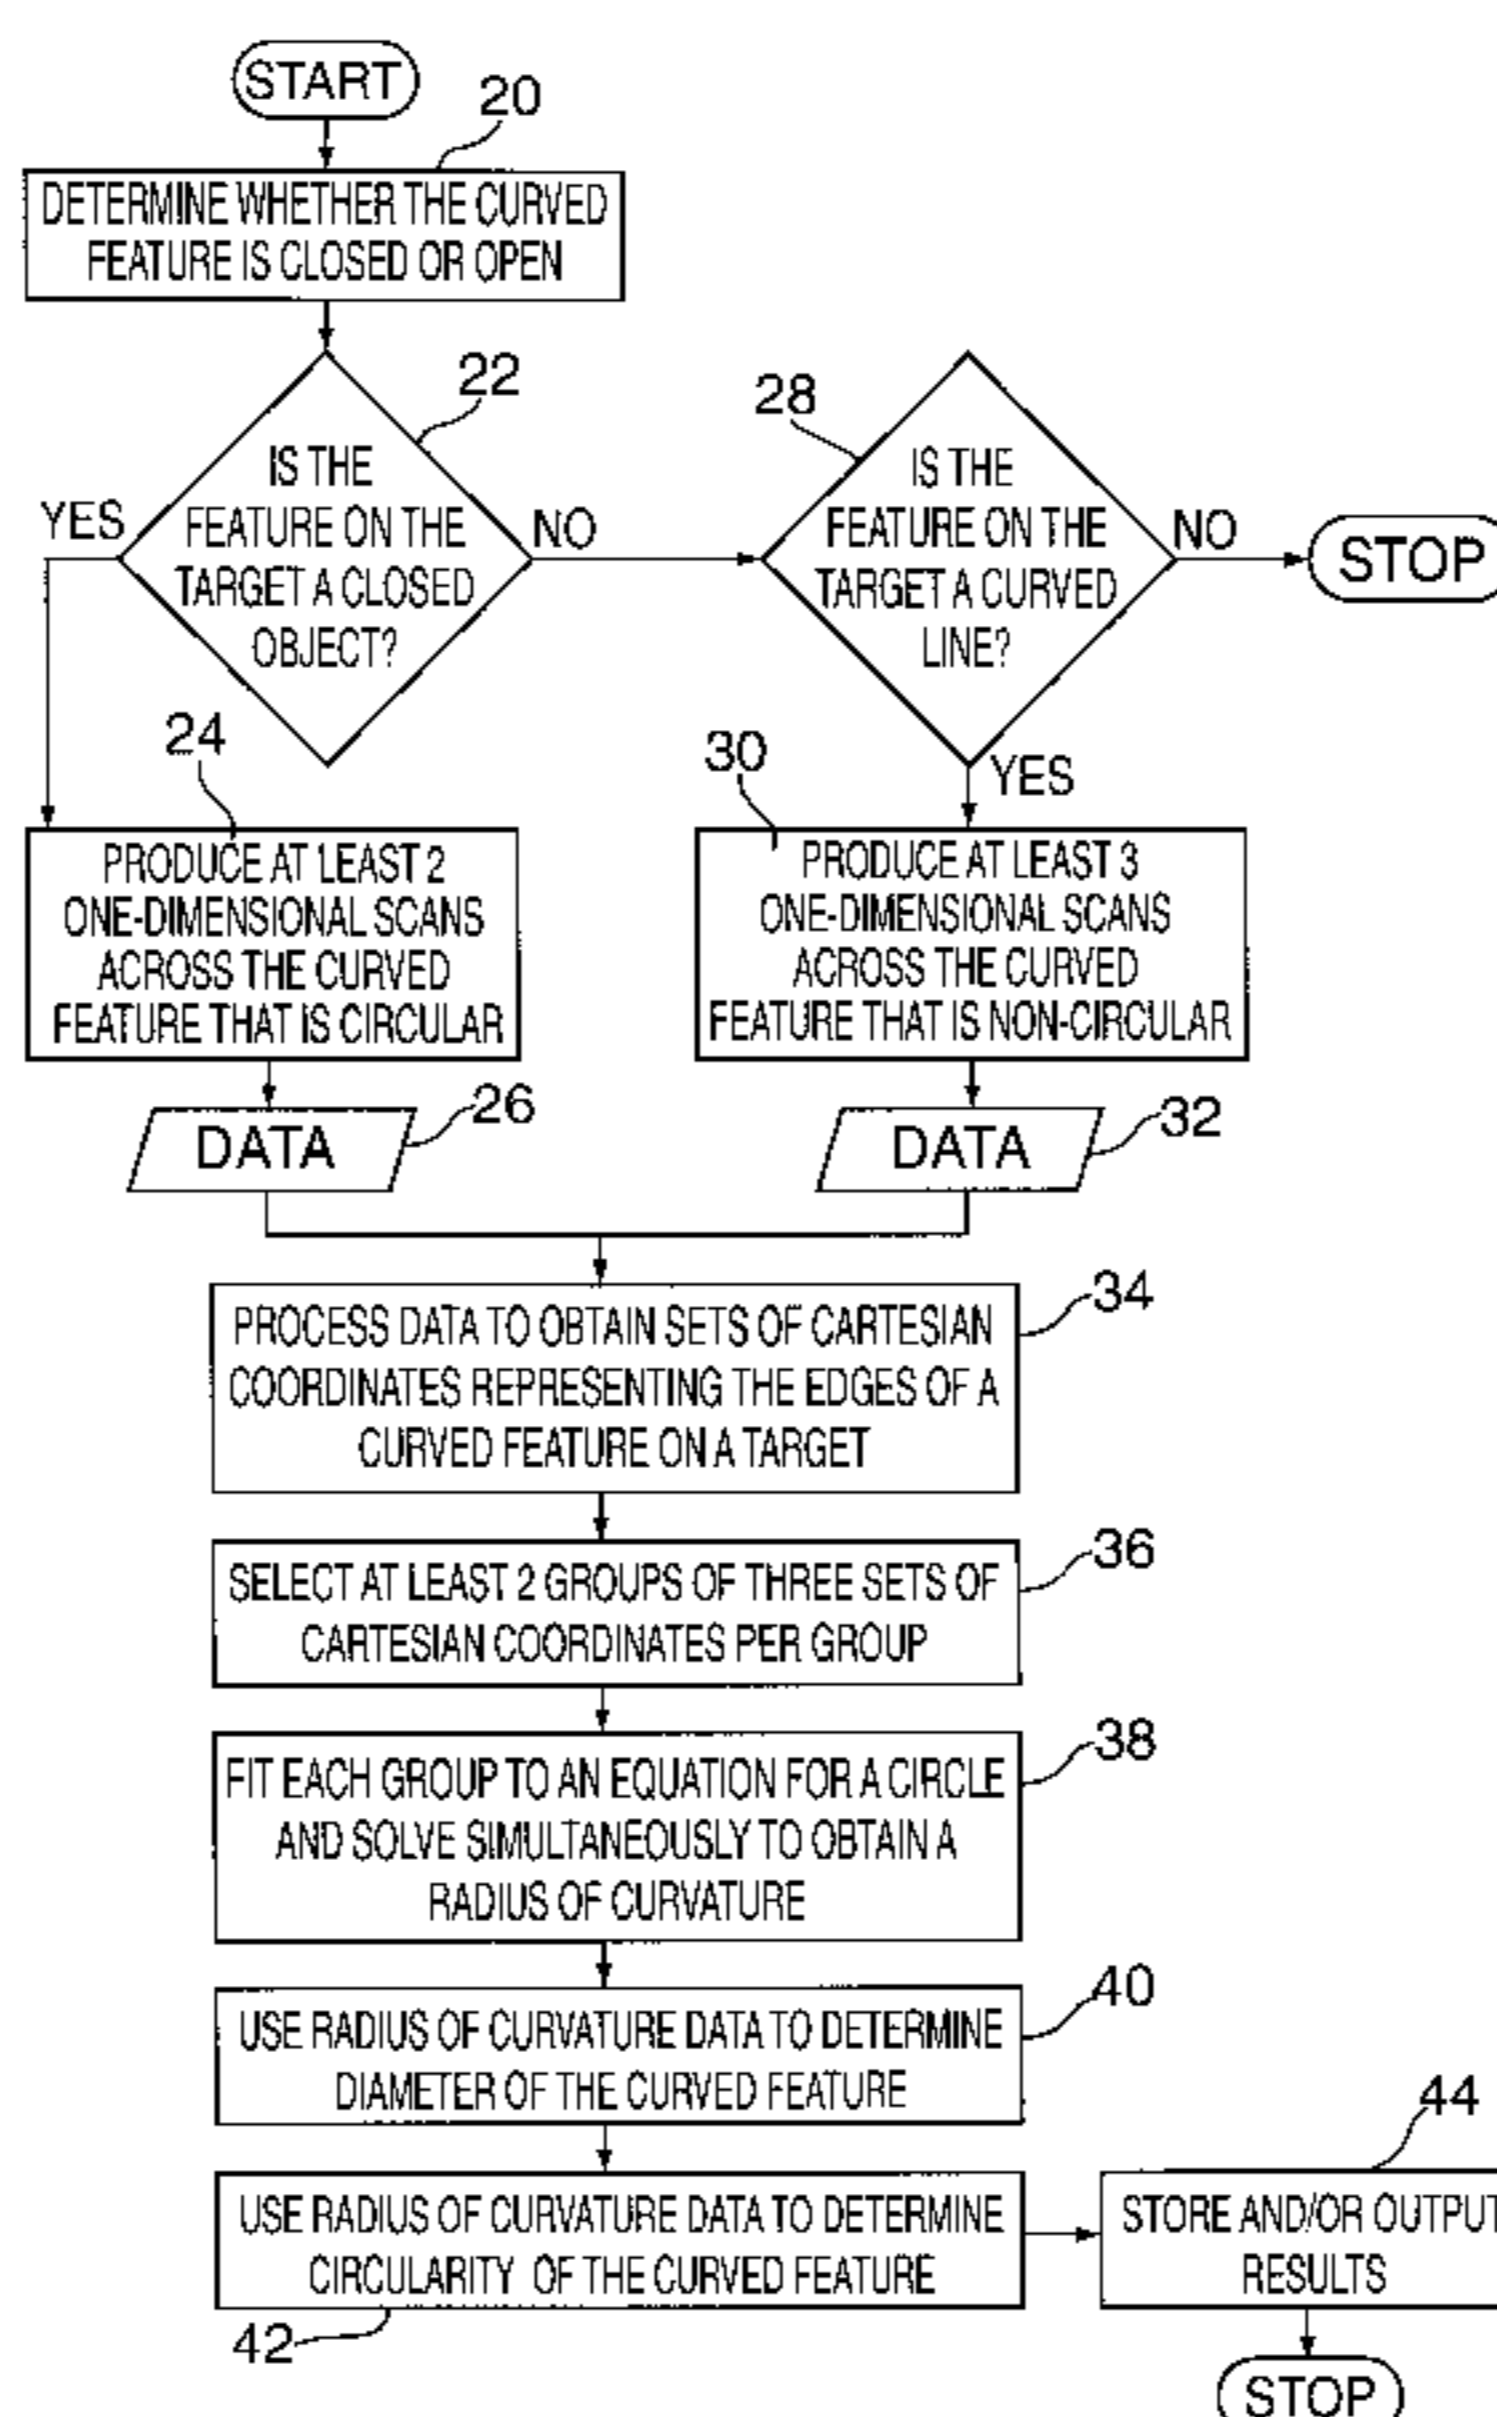 START
20
DETERMINE WHETHER THE CURVED
FEATURE IS CLOSED OR OPEN
22
IS THE
FEATURE ON THE
TARGET A CLOSED
OBJECT?
YES
NO
28
IS THE
FEATURE ON THE
TARGET A CURVED
LINE?
NO
STOP
YES
24
PRODUCE AT LEAST 2
ONE-DIMENSIONAL SCANS
ACROSS THE CURVED
FEATURE THAT IS CIRCULAR
30
PRODUCE AT LEAST 3
ONE-DIMENSIONAL SCANS
ACROSS THE CURVED
FEATURE THAT IS NON-CIRCULAR
DATA
26
DATA
32
34
PROCESS DATA TO OBTAIN SETS OF CARTESIAN
COORDINATES REPRESENTING THE EDGES OF A
CURVED FEATURE ON A TARGET
36
SELECT AT LEAST 2 GROUPS OF THREE SETS OF
CARTESIAN COORDINATES PER GROUP
38
FIT EACH GROUP TO AN EQUATION FOR A CIRCLE
AND SOLVE SIMULTANEOUSLY TO OBTAIN A
RADIUS OF CURVATURE
40
USE RADIUS OF CURVATURE DATA TO DETERMINE
DIAMETER OF THE CURVED FEATURE
44
USE RADIUS OF CURVATURE DATA TO DETERMINE
CIRCULARITY OF THE CURVED FEATURE
42
STORE AND/OR OUTPUT
RESULTS
STOP